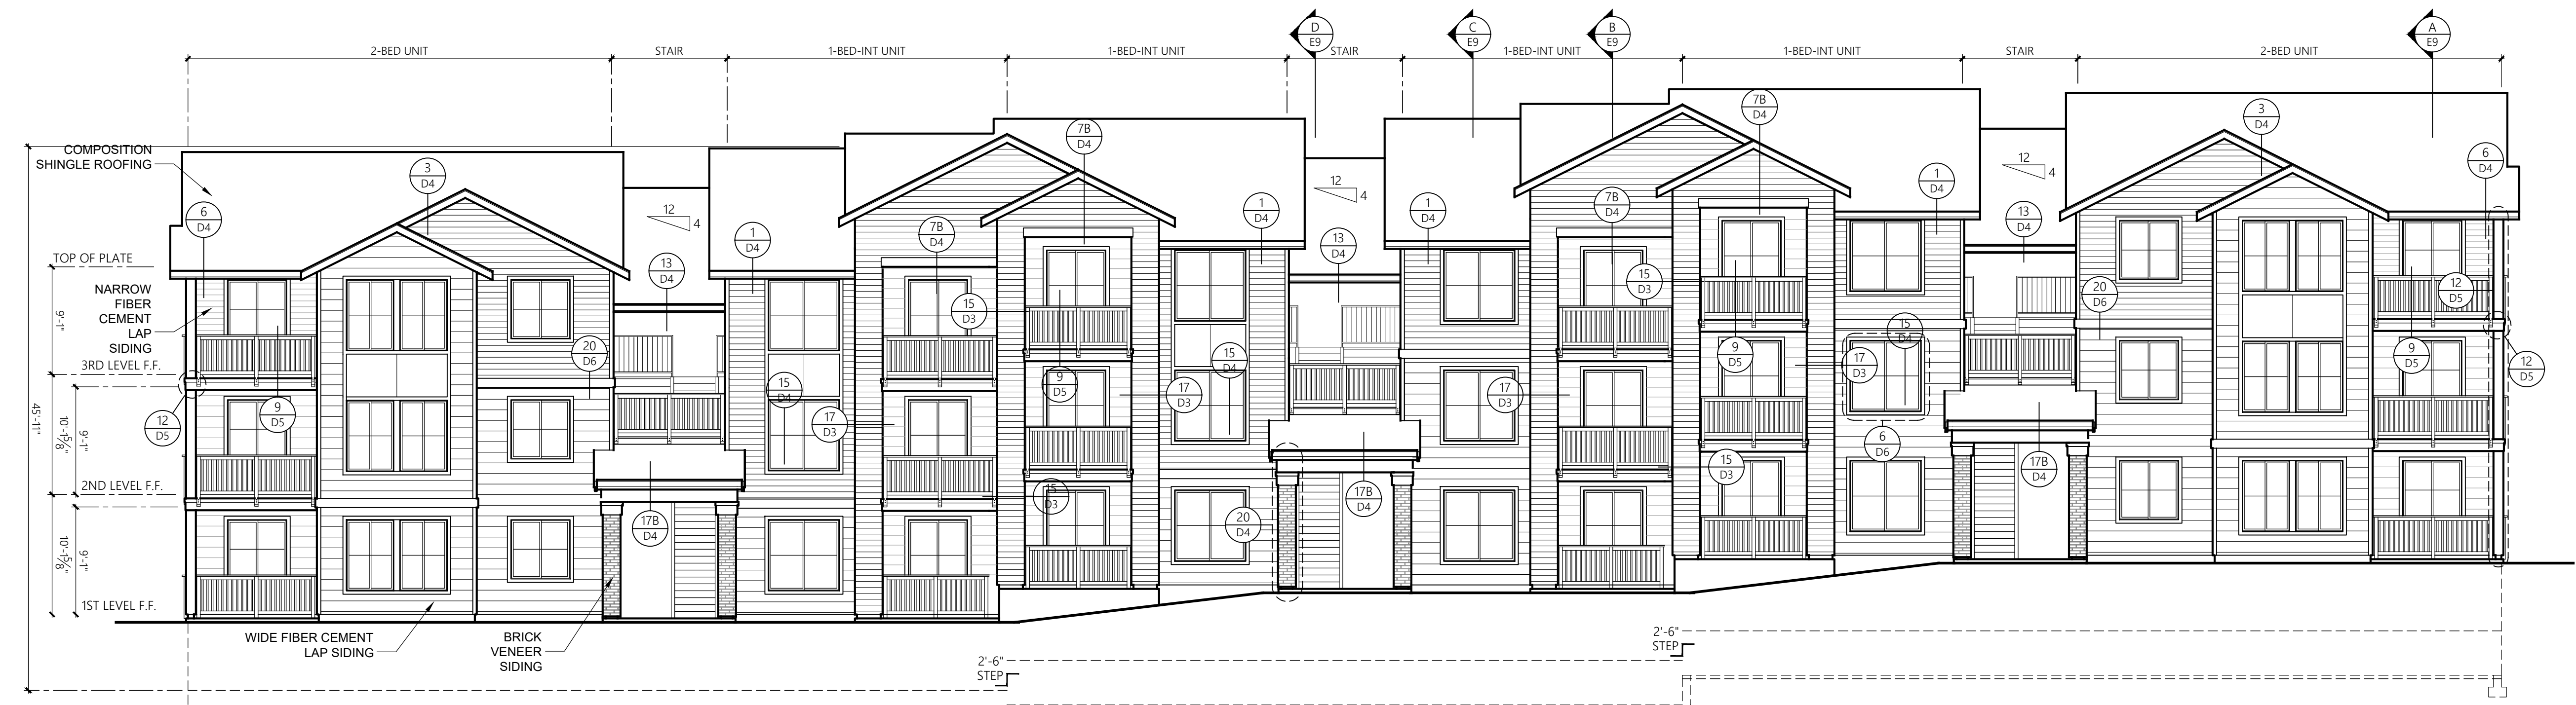 D
E9
C
E9
B
E9
A
E9
2-BED UNIT
STAIR
1-BED-INT UNIT
1-BED-INT UNIT
STAIR
1-BED-INT UNIT
1-BED-INT UNIT
STAIR
2-BED UNIT
COMPOSITION
SHINGLE ROOFING
6
D4
3
D4
12
4
1
D4
7B
D4
7B
D4
1
D4
12
4
13
D4
1
D4
7B
D4
7B
D4
1
D4
12
4
13
D4
3
D4
6
D4
TOP OF PLATE
NARROW
FIBER
CEMENT
LAP
SIDING
9'-1"
3RD LEVEL F.F.
13
D4
15
D3
15
D3
20
D6
12
D5
20
D6
12
D5
9
D5
15
D4
17
D3
9
D5
17
D3
15
D4
17
D3
9
D5
17
D3
15
D4
9
D5
12
D5
45'-11"
10'-1 5/8"
9'-1"
2ND LEVEL F.F.
17B
D4
15
D3
20
D4
17B
D4
15
D3
6
D6
17B
D4
10'-1 5/8"
9'-1"
1ST LEVEL F.F.
WIDE FIBER CEMENT
LAP SIDING
BRICK
VENEER
SIDING
2'-6"
STEP
2'-6"
STEP